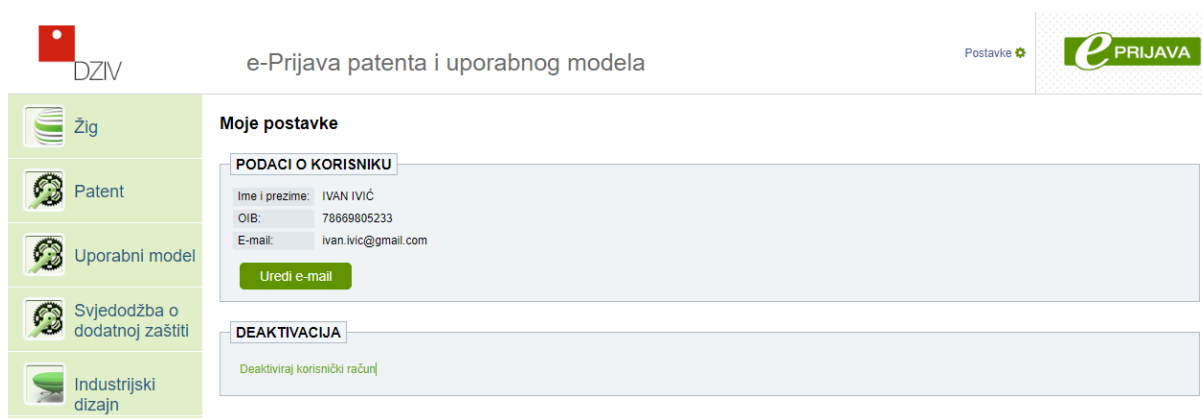 DZIV
e-Prijava patenta i uporabnog modela
Postavke
e PRIJAVA
Žig
Patent
Uporabni model
Svjedodžba o
dodatnoj zaštiti
Industrijski
dizajn
Moje postavke
PODACI O KORISNIKU
Ime i prezime: IVAN IVIĆ
OIB: 78669805233
E-mail: ivan.ivic@gmail.com
Uredi e-mail
DEAKTIVACIJA
Deaktiviraj korisnički račun